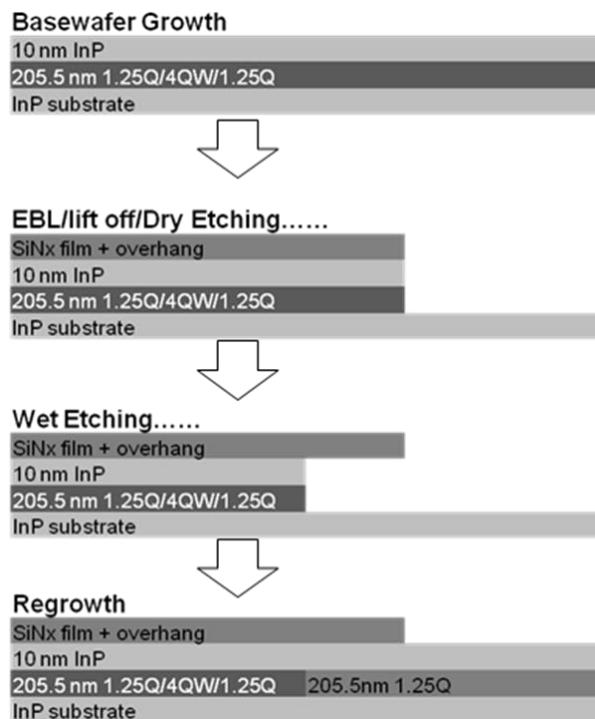 Basewafer Growth
10 nm InP
205.5 nm 1.25Q/4QW/1.25Q
InP substrate
EBL/lift off/Dry Etching......
SiNx film + overhang
10 nm InP
205.5 nm 1.25Q/4QW/1.25Q
InP substrate
Wet Etching......
SiNx film + overhang
10 nm InP
205.5 nm 1.25Q/4QW/1.25Q
InP substrate
Regrowth
SiNx film + overhang
10 nm InP
205.5 nm 1.25Q/4QW/1.25Q 205.5nm 1.25Q
InP substrate